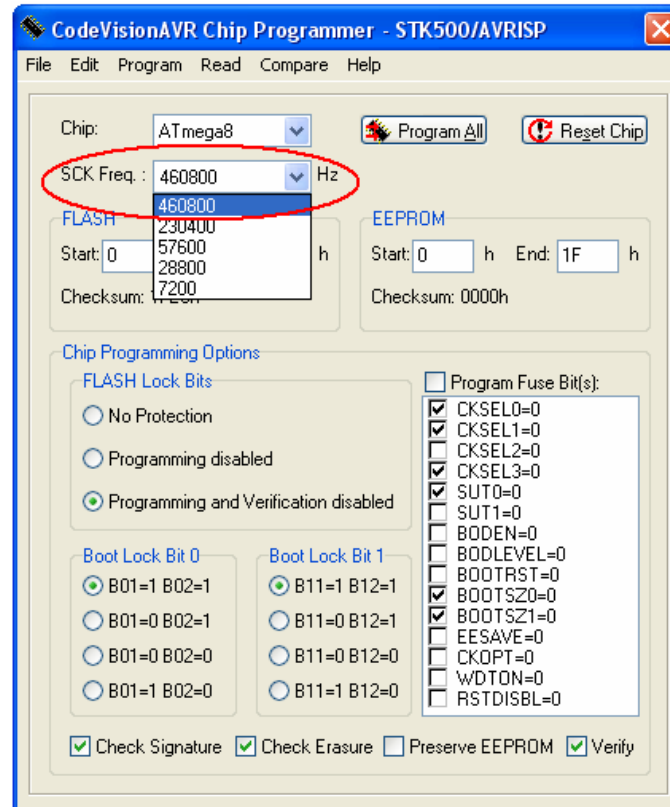 CodeVisionAVR Chip Programmer - STK500/AVRISP
File Edit Program Read Compare Help
Chip: ATmega8 Program All Reset Chip
SCK Freq. : 460800 Hz
460800
230400
57600
28800
7200
FLASH
Start: 0 h
Checksum:
EEPROM
Start: 0 h End: 1F h
Checksum: 0000h
Chip Programming Options
FLASH Lock Bits
No Protection
Programming disabled
Programming and Verification disabled
Program Fuse Bit(s):
CKSEL0=0
CKSEL1=0
CKSEL2=0
CKSEL3=0
SUT0=0
SUT1=0
BODEN=0
BODLEVEL=0
BOOTRST=0
BOOTSZ0=0
BOOTSZ1=0
EESAVE=0
CKOPT=0
WDTON=0
RSTDISBL=0
Boot Lock Bit 0
B01=1 B02=1
B01=0 B02=1
B01=0 B02=0
B01=1 B02=0
Boot Lock Bit 1
B11=1 B12=1
B11=0 B12=1
B11=0 B12=0
B11=1 B12=0
Check Signature Check Erasure Preserve EEPROM Verify